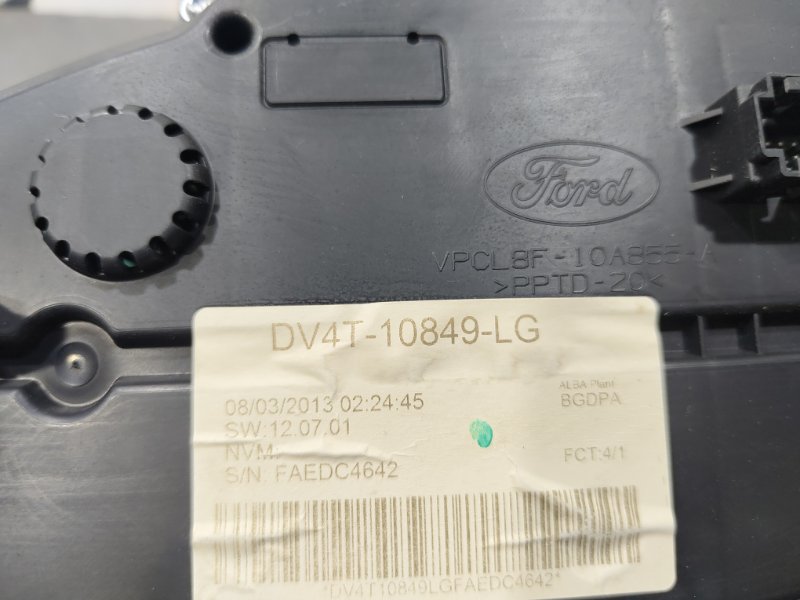 Ford
VPCL8F-10A855-A
>PPTD-20<
DV4T-10849-LG
08/03/2013 02:24:45
SW:12.07.01
NVM:
S/N: FAEDC4642
ALBA-Plant
BGDPA
FCT:4/1
*DV4T10849LGFAEDC4642*